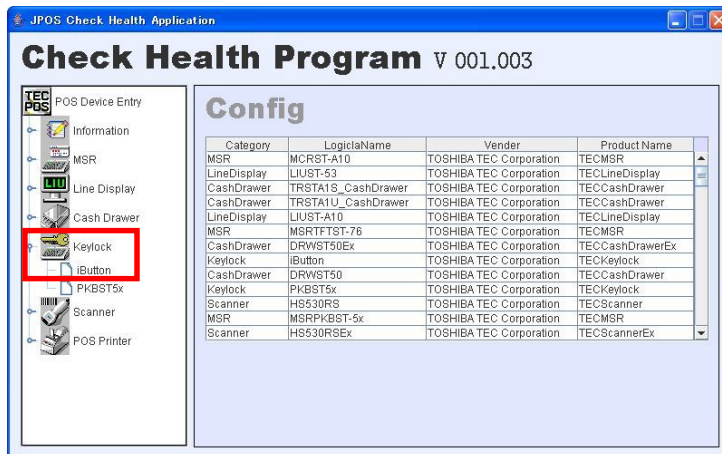 JPOS Check Health Application
Check Health Program V 001.003
TEC POS POS Device Entry
Information
MSR
LIU Line Display
Cash Drawer
Keylock
iButton
PKBST5x
Scanner
POS Printer
Config
Category LogiclaName Vender Product Name
MSR MCRST-A10 TOSHIBA TEC Corporation TECMSR
LineDisplay LIUST-53 TOSHIBA TEC Corporation TECLineDisplay
CashDrawer TRSTA1S_CashDrawer TOSHIBA TEC Corporation TECCashDrawer
CashDrawer TRSTA1U_CashDrawer TOSHIBA TEC Corporation TECCashDrawer
LineDisplay LIUST-A10 TOSHIBA TEC Corporation TECLineDisplay
MSR MSRTFTST-76 TOSHIBA TEC Corporation TECMSR
CashDrawer DRWST50Ex TOSHIBA TEC Corporation TECCashDrawerEx
Keylock iButton TOSHIBA TEC Corporation TECKeylock
CashDrawer DRWST50 TOSHIBA TEC Corporation TECCashDrawer
Keylock PKBST5x TOSHIBA TEC Corporation TECKeylock
Scanner HS530RS TOSHIBA TEC Corporation TECScanner
MSR MSRPKBST-5x TOSHIBA TEC Corporation TECMSR
Scanner HS530RSEx TOSHIBA TEC Corporation TECScannerEx